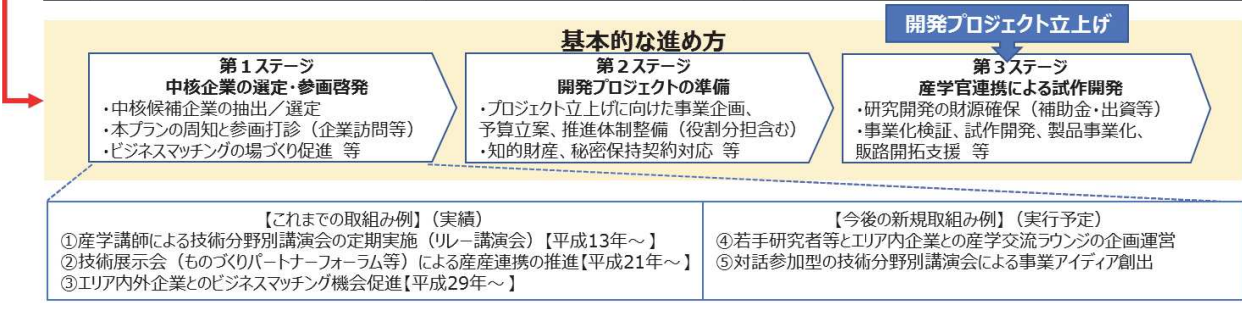 開発プロジェクト立上げ
基本的な進め方
第１ステージ
中核企業の選定・参画啓発
・中核候補企業の抽出／選定
・本プランの周知と参画打診（企業訪問等）
・ビジネスマッチングの場づくり促進 等
第２ステージ
開発プロジェクトの準備
・プロジェクト立上げに向けた事業企画、
予算立案、推進体制整備（役割分担含む）
・知的財産、秘密保持契約対応 等
第３ステージ
産学官連携による試作開発
・研究開発の財源確保（補助金・出資等）
・事業化検証、試作開発、製品事業化、
販路開拓支援 等
【これまでの取組み例】（実績）
①産学講師による技術分野別講演会の定期実施（リレー講演会）【平成13年～】
②技術展示会（ものづくりパートナーフォーラム等）による産産連携の推進【平成21年～】
③エリア内外企業とのビジネスマッチング機会促進【平成29年～】
【今後の新規取組み例】（実行予定）
④若手研究者等とエリア内企業との産学交流ラウンジの企画運営
⑤対話参加型の技術分野別講演会による事業アイディア創出